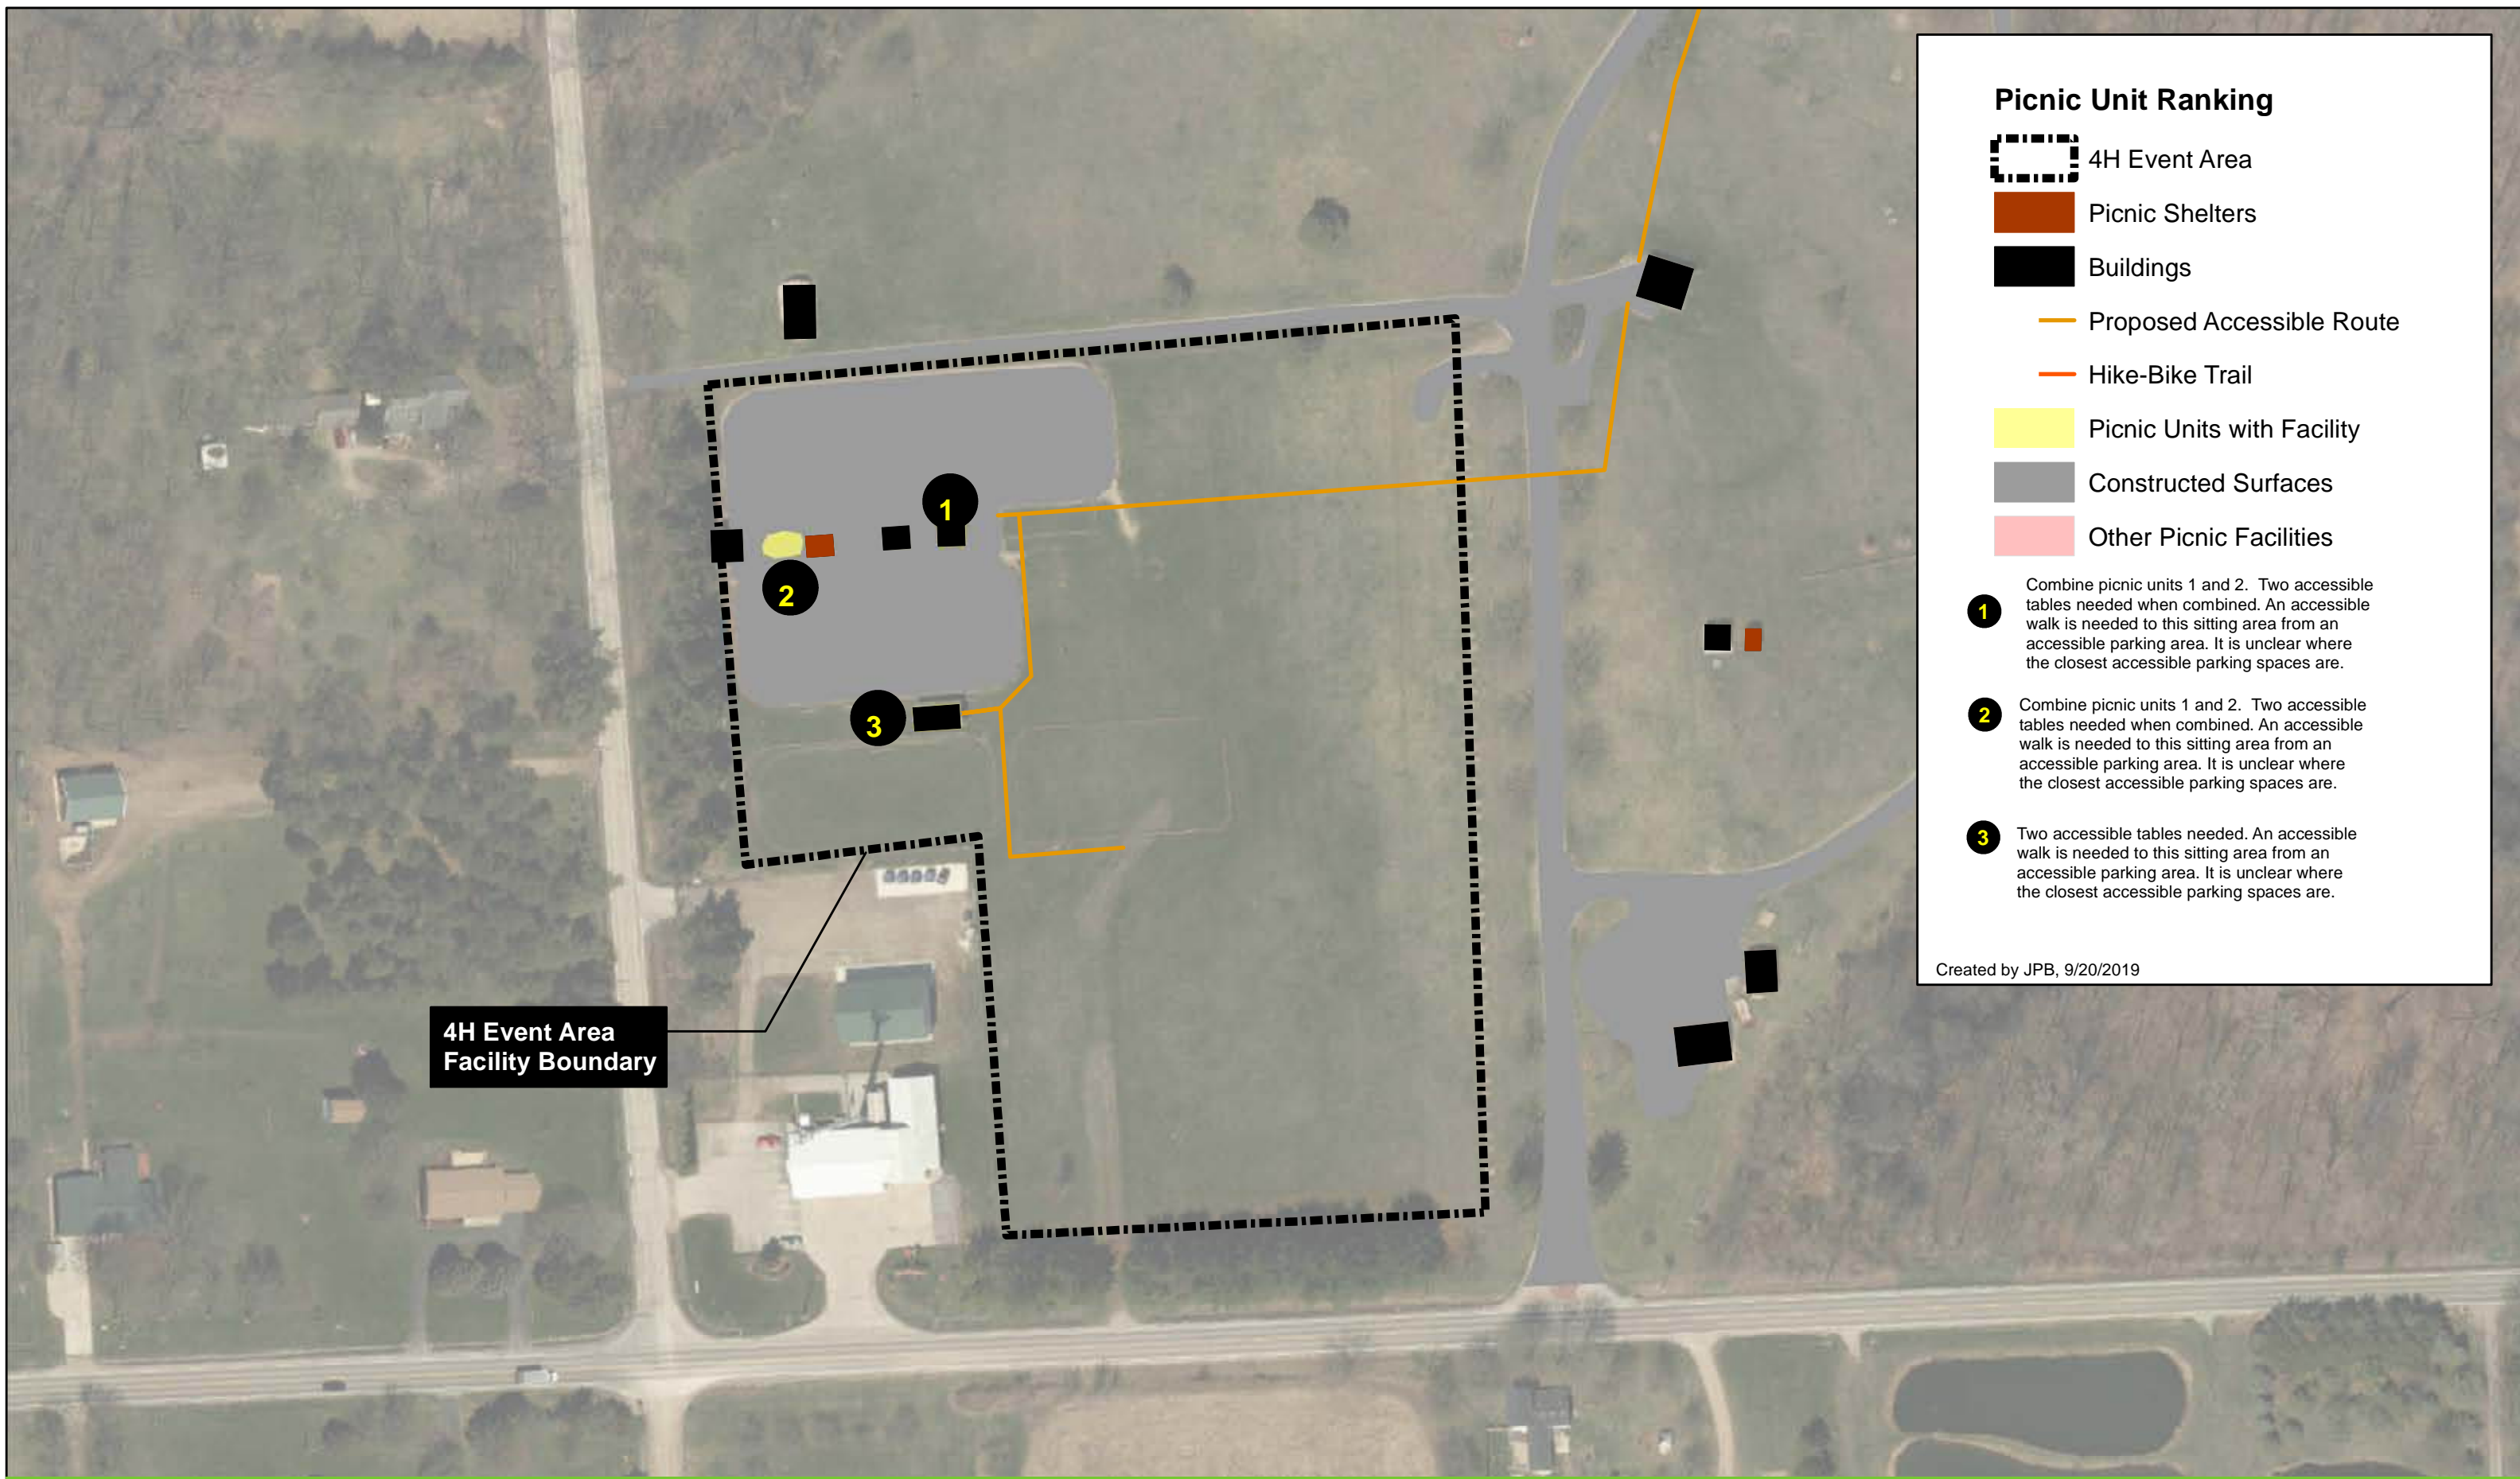 Picnic Unit Ranking
4H Event Area
Picnic Shelters
Buildings
Proposed Accessible Route
Hike-Bike Trail
Picnic Units with Facility
Constructed Surfaces
Other Picnic Facilities
1
Combine picnic units 1 and 2. Two accessible
tables needed when combined. An accessible
walk is needed to this sitting area from an
accessible parking area. It is unclear where
the closest accessible parking spaces are.
2
Combine picnic units 1 and 2. Two accessible
tables needed when combined. An accessible
walk is needed to this sitting area from an
accessible parking area. It is unclear where
the closest accessible parking spaces are.
3
Two accessible tables needed. An accessible
walk is needed to this sitting area from an
accessible parking area. It is unclear where
the closest accessible parking spaces are.
Created by JPB, 9/20/2019
1
2
3
4H Event Area
Facility Boundary